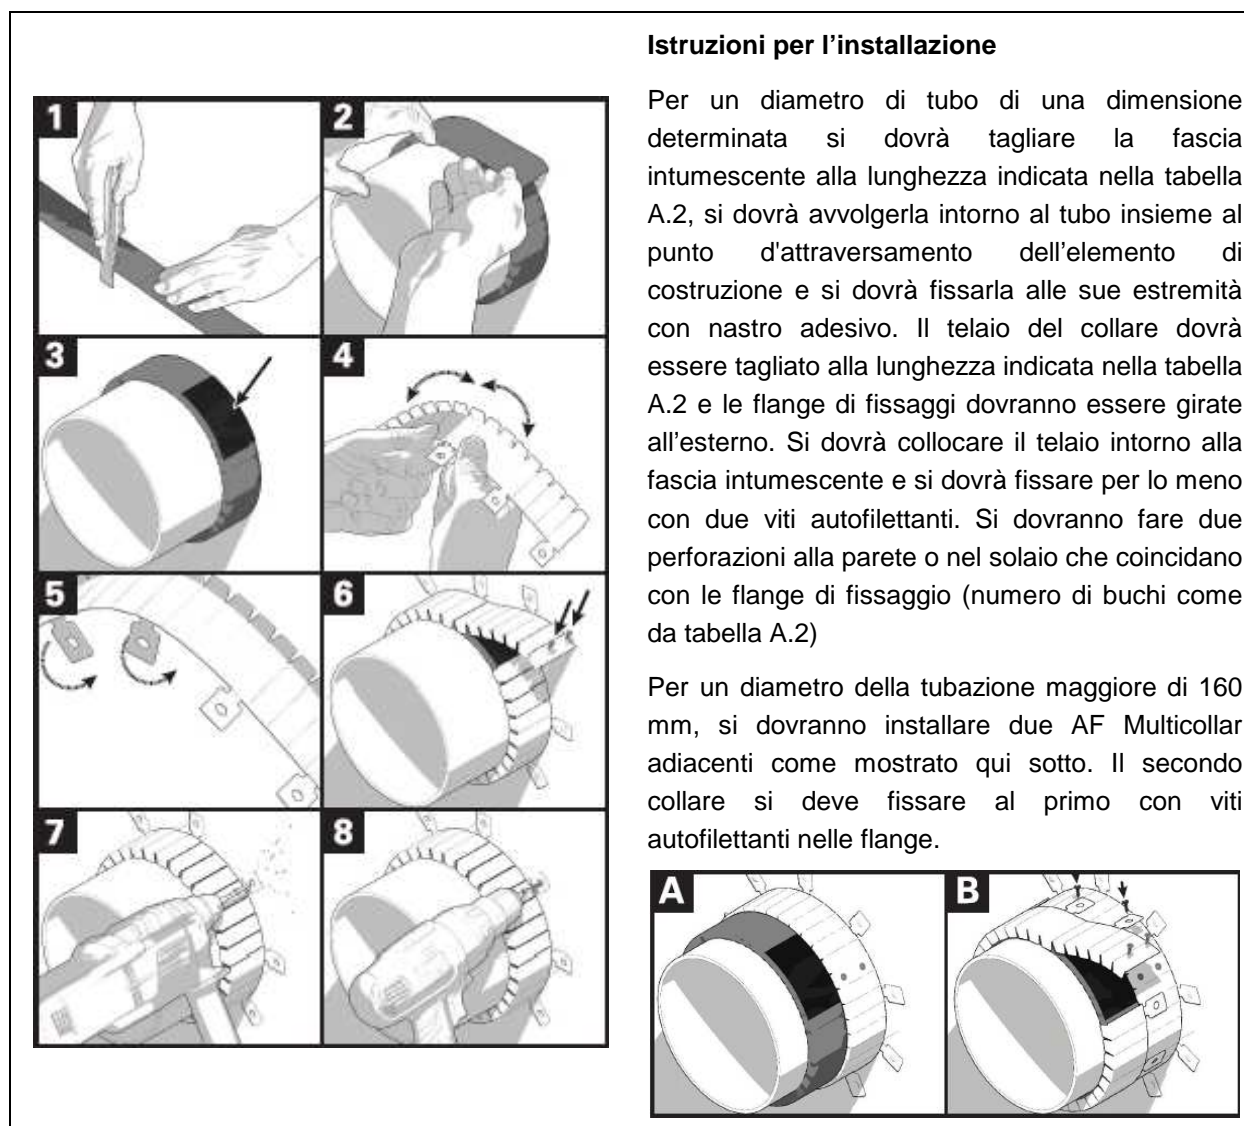 Istruzioni per l'installazione
Per un diametro di tubo di una dimensione
determinata si dovrà tagliare la fascia
intumescente alla lunghezza indicata nella tabella
A.2, si dovrà avvolgerla intorno al tubo insieme al
punto d'attraversamento dell'elemento di
costruzione e si dovrà fissarla alle sue estremità
con nastro adesivo. Il telaio del collare dovrà
essere tagliato alla lunghezza indicata nella tabella
A.2 e le flange di fissaggi dovranno essere girate
all'esterno. Si dovrà collocare il telaio intorno alla
fascia intumescente e si dovrà fissare per lo meno
con due viti autofilettanti. Si dovranno fare due
perforazioni alla parete o nel solaio che coincidano
con le flange di fissaggio (numero di buchi come
da tabella A.2)
Per un diametro della tubazione maggiore di 160
mm, si dovranno installare due AF Multicollar
adiacenti come mostrato qui sotto. Il secondo
collare si deve fissare al primo con viti
autofilettanti nelle flange.
1
2
3
4
5
6
7
8
A
B